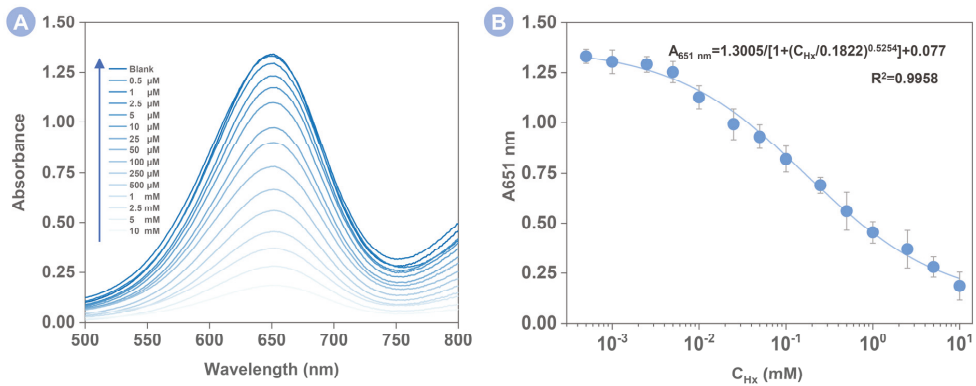 A
1.50
1.25
1.00
0.75
0.50
0.25
0.00
Absorbance
Blank
0.5 μM
1 μM
2.5 μM
5 μM
10 μM
25 μM
50 μM
100 μM
250 μM
600 μM
1 mM
2.5 mM
5 mM
10 mM
500 550 600 650 700 750 800
Wavelength (nm)
B
1.50
1.25
1.00
0.75
0.50
0.25
0.00
A651 nm
A651 nm=1.3005/[1+(CHx/0.1822)^0.5254]+0.077
R²=0.9958
10⁻³ 10⁻² 10⁻¹ 10⁰ 10¹
CHx (mM)